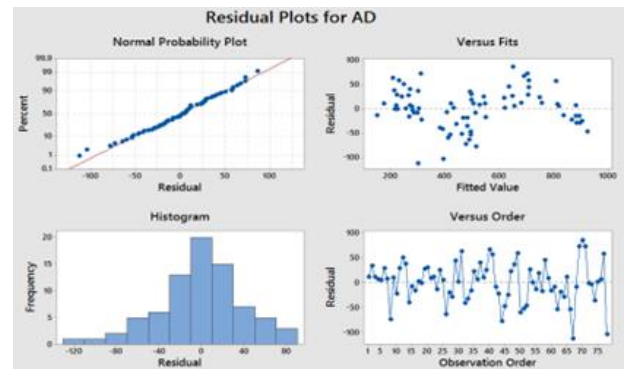 Residual Plots for AD
Normal Probability Plot
99.9
99
90
50
10
1
0.1
Percent
-100 -50 0 50 100
Residual
Versus Fits
100
50
0
-50
-100
Residual
200 400 600 800 1000
Fitted Value
Histogram
20
15
10
5
0
Frequency
-120 -80 -40 0 40 80
Residual
Versus Order
100
50
0
-50
-100
Residual
1 5 10 15 20 25 30 35 40 45 50 55 60 65 70 75
Observation Order